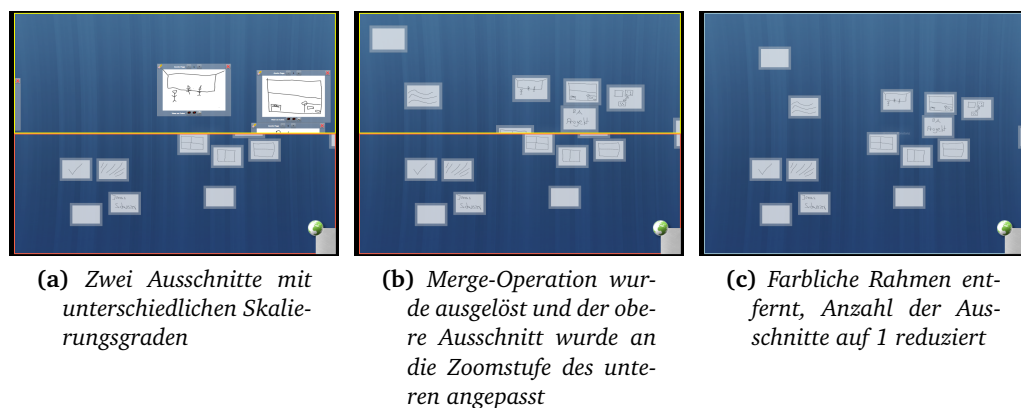 (a) Zwei Ausschnitte mit
unterschiedlichen Skalie-
rungsgraden
(b) Merge-Operation wur-
de ausgelöst und der obe-
re Ausschnitt wurde an
die Zoomstufe des unte-
ren angepasst
(c) Farbliche Rahmen ent-
fernt, Anzahl der Aus-
schnitte auf 1 reduziert